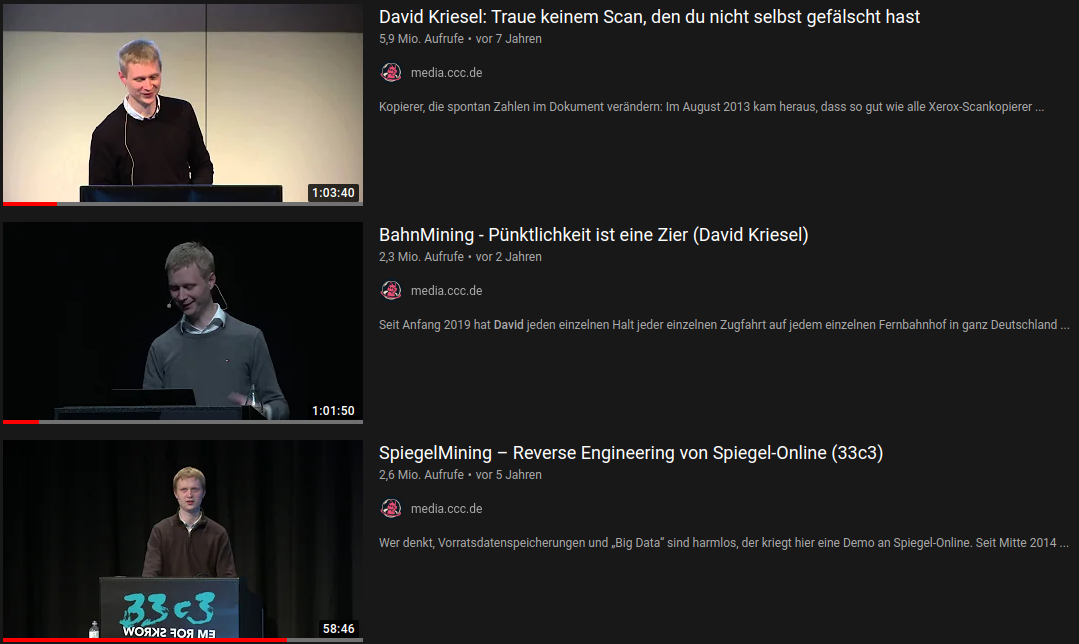 David Kriesel: Traue keinem Scan, den du nicht selbst gefälscht hast
5,9 Mio. Aufrufe • vor 7 Jahren
media.ccc.de
Kopierer, die spontan Zahlen im Dokument verändern: Im August 2013 kam heraus, dass so gut wie alle Xerox-Scankopierer ...
1:03:40
BahnMining - Pünktlichkeit ist eine Zier (David Kriesel)
2,3 Mio. Aufrufe • vor 2 Jahren
media.ccc.de
Seit Anfang 2019 hat David jeden einzelnen Halt jeder einzelnen Zugfahrt auf jedem einzelnen Fernbahnhof in ganz Deutschland ...
1:01:50
SpiegelMining – Reverse Engineering von Spiegel-Online (33c3)
2,6 Mio. Aufrufe • vor 5 Jahren
media.ccc.de
Wer denkt, Vorratsdatenspeicherungen und „Big Data“ sind harmlos, der kriegt hier eine Demo an Spiegel-Online. Seit Mitte 2014 ...
33c3
WORKS FOR ME
58:46